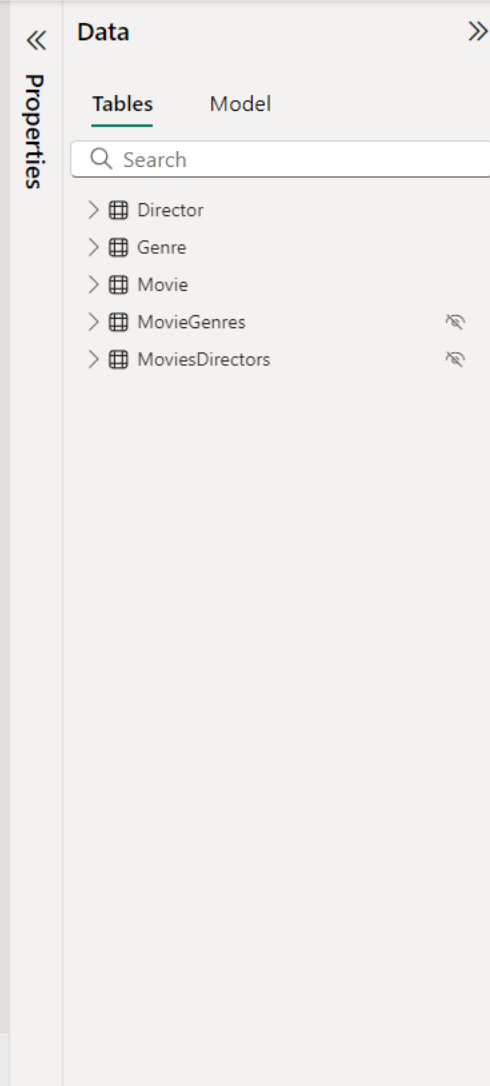 Properties
Data
Tables Model
Search
Director
Genre
Movie
MovieGenres
MoviesDirectors